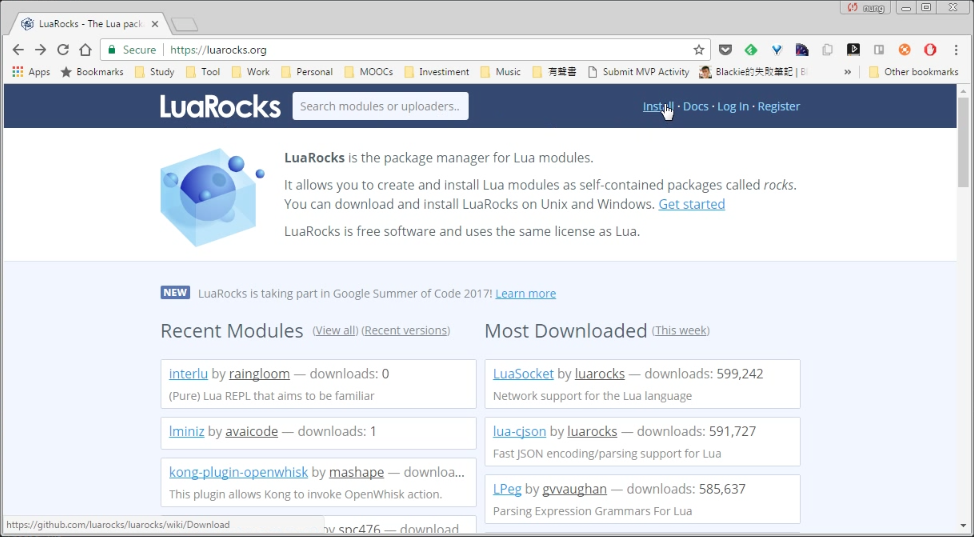 nung
LuaRocks - The Lua pack
Secure | https://luarocks.org
Apps Bookmarks Study Tool Work Personal MOOCs Investiment Music 有聲書 Submit MVP Activity Blackie的失敗筆記 | Bl » Other bookmarks
LuaRocks Search modules or uploaders.. Install · Docs · Log In · Register
LuaRocks is the package manager for Lua modules.
It allows you to create and install Lua modules as self-contained packages called rocks.
You can download and install LuaRocks on Unix and Windows. Get started
LuaRocks is free software and uses the same license as Lua.
NEW LuaRocks is taking part in Google Summer of Code 2017! Learn more
Recent Modules (View all) (Recent versions)
interlu by raingloom — downloads: 0
(Pure) Lua REPL that aims to be familiar
lminiz by avaicode — downloads: 1
kong-plugin-openwhisk by mashape — downloa...
This plugin allows Kong to invoke OpenWhisk action.
by spc476 — download
Most Downloaded (This week)
LuaSocket by luarocks — downloads: 599,242
Network support for the Lua language
lua-cjson by luarocks — downloads: 591,727
Fast JSON encoding/parsing support for Lua
LPeg by gvvaughan — downloads: 585,637
Parsing Expression Grammars For Lua
https://github.com/luarocks/luarocks/wiki/Download